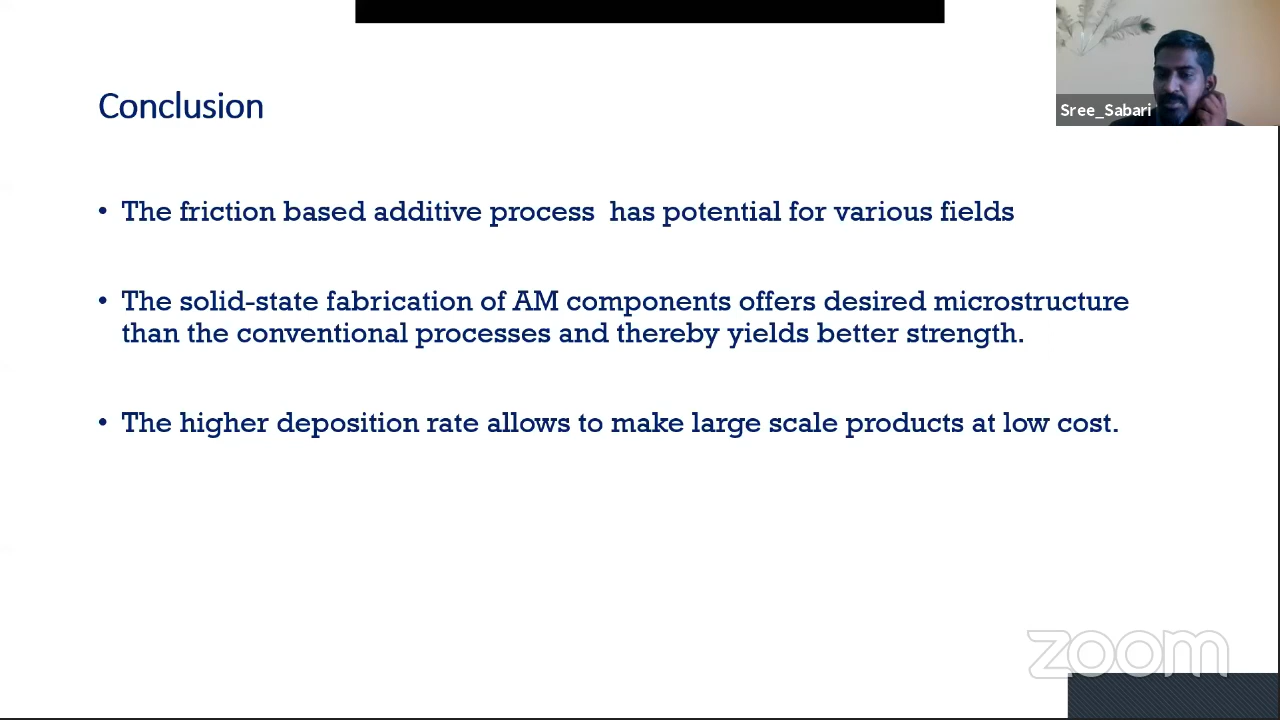 Conclusion
Sree_Sabari
• The friction based additive process has potential for various fields
• The solid-state fabrication of AM components offers desired microstructure
than the conventional processes and thereby yields better strength.
• The higher deposition rate allows to make large scale products at low cost.
zoom